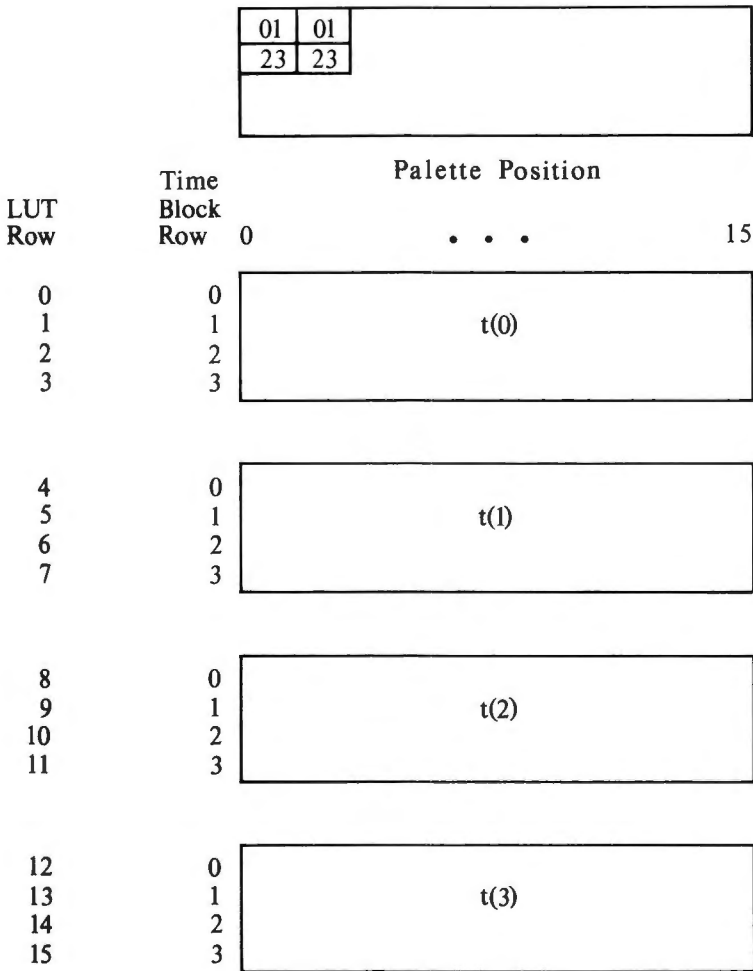 01 01
23 23
Palette Position
Time
LUT Block
Row Row 0 • • • 15
0 0
1 1 t(0)
2 2
3 3
4 0
5 1 t(1)
6 2
7 3
8 0
9 1 t(2)
10 2
11 3
12 0
13 1 t(3)
14 2
15 3